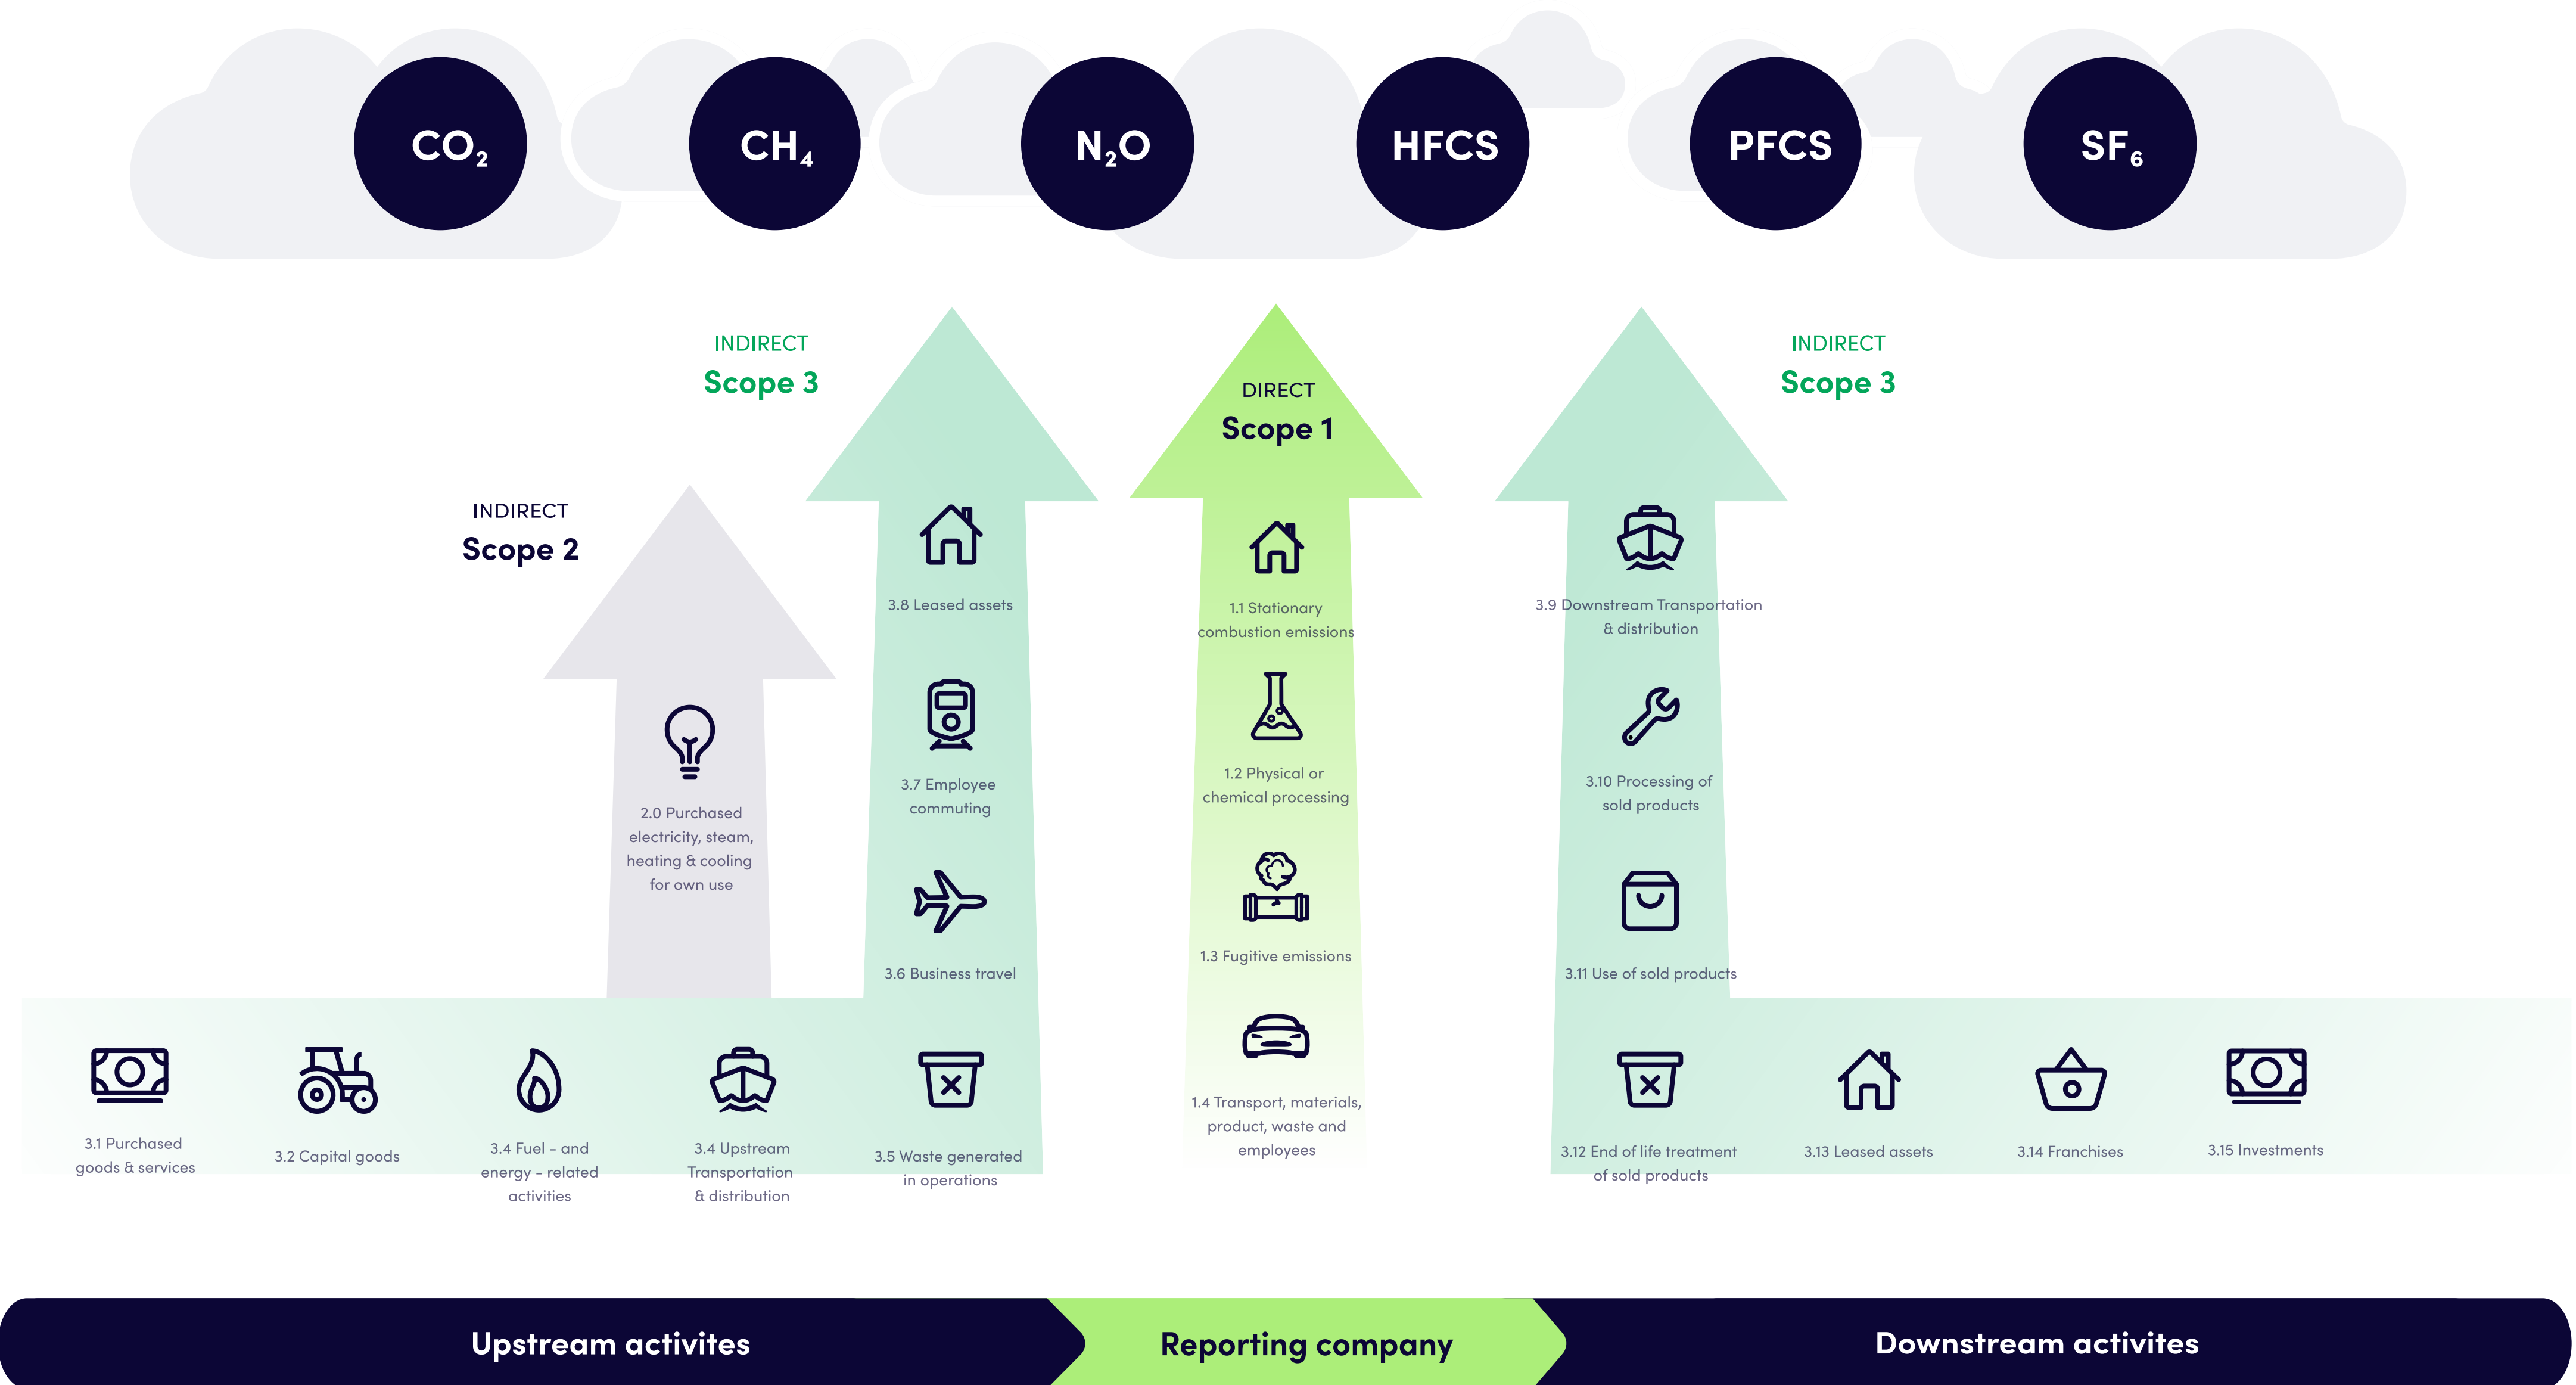 CO₂
CH₄
N₂O
HFCS
PFCS
SF₆
INDIRECT
Scope 3
DIRECT
Scope 1
INDIRECT
Scope 3
INDIRECT
Scope 2
2.0 Purchased
electricity, steam,
heating & cooling
for own use
3.8 Leased assets
3.7 Employee
commuting
3.6 Business travel
1.1 Stationary
combustion emissions
1.2 Physical or
chemical processing
1.3 Fugitive emissions
1.4 Transport, materials,
product, waste and
employees
3.9 Downstream Transportation
& distribution
3.10 Processing of
sold products
3.11 Use of sold products
3.1 Purchased
goods & services
3.2 Capital goods
3.4 Fuel - and
energy - related
activities
3.4 Upstream
Transportation
& distribution
3.5 Waste generated
in operations
3.12 End of life treatment
of sold products
3.13 Leased assets
3.14 Franchises
3.15 Investments
Upstream activites
Reporting company
Downstream activites